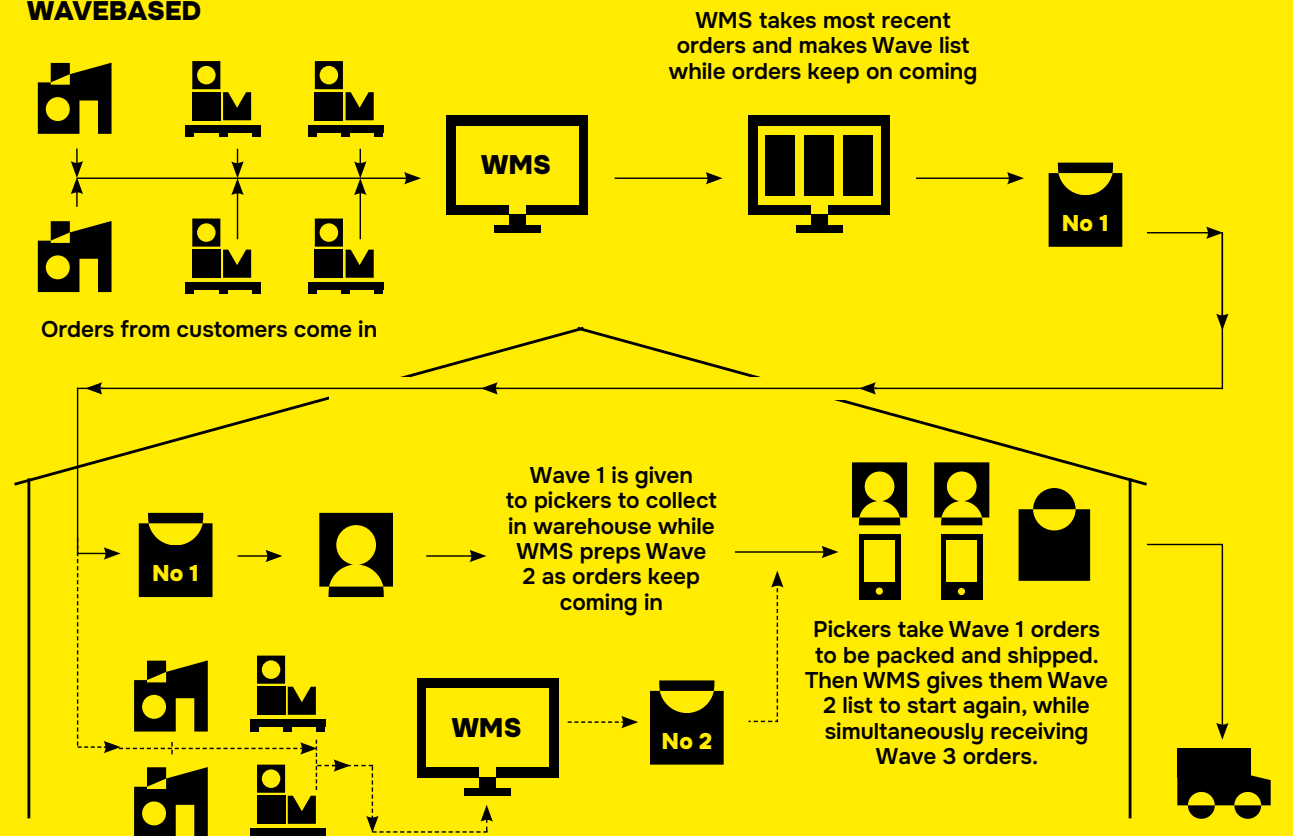 WAVEBASED
WMS takes most recent
orders and makes Wave list
while orders keep on coming
WMS
No 1
Orders from customers come in
Wave 1 is given
to pickers to collect
in warehouse while
WMS preps Wave
2 as orders keep
coming in
No 1
Pickers take Wave 1 orders
to be packed and shipped.
Then WMS gives them Wave
2 list to start again, while
simultaneously receiving
Wave 3 orders.
WMS
No 2